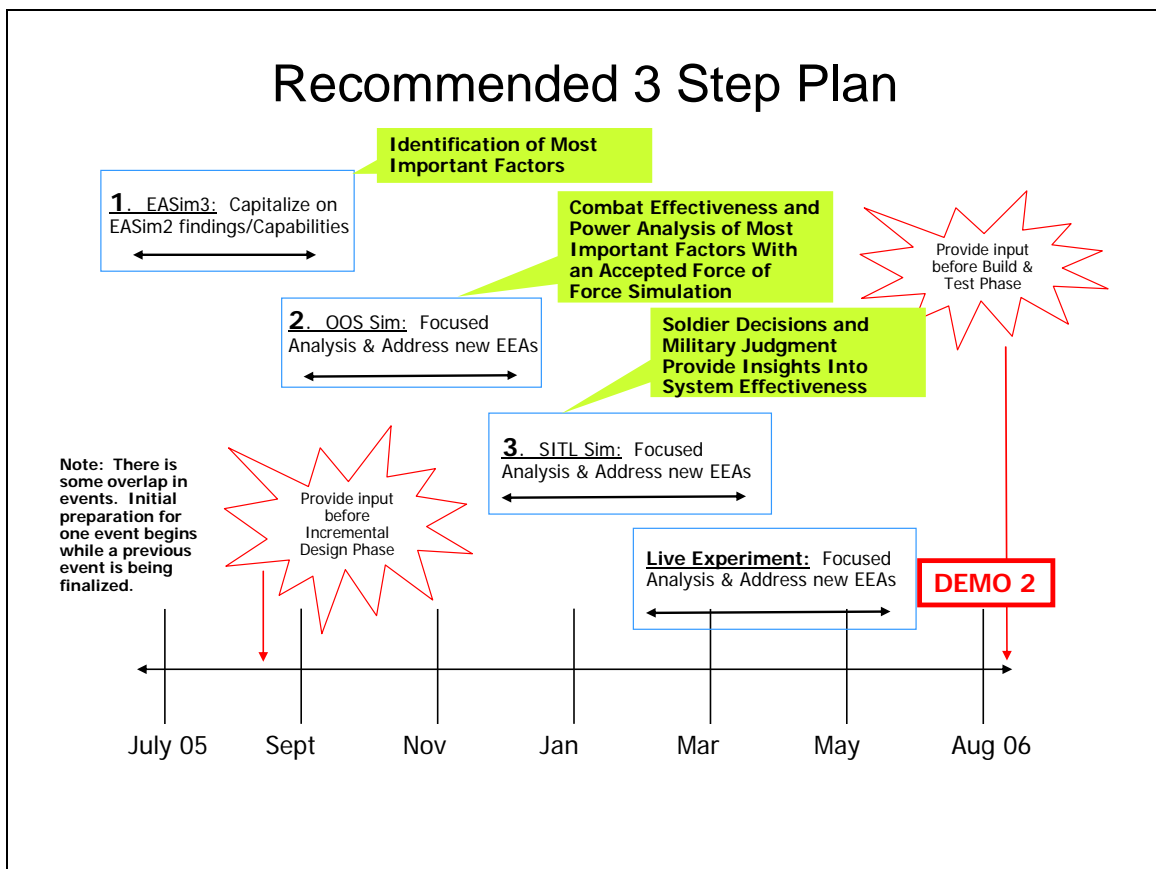 Recommended 3 Step Plan
Identification of Most
Important Factors
1. EASim3: Capitalize on
EASim2 findings/Capabilities
Combat Effectiveness and
Power Analysis of Most
Important Factors With
an Accepted Force of
Force Simulation
Provide input
before Build &
Test Phase
2. OOS Sim: Focused
Analysis & Address new EEAs
Soldier Decisions and
Military Judgment
Provide Insights Into
System Effectiveness
3. SITL Sim: Focused
Analysis & Address new EEAs
Note: There is
some overlap in
events. Initial
preparation for
one event begins
while a previous
event is being
finalized.
Provide input
before
Incremental
Design Phase
Live Experiment: Focused
Analysis & Address new EEAs
DEMO 2
July 05 Sept Nov Jan Mar May Aug 06